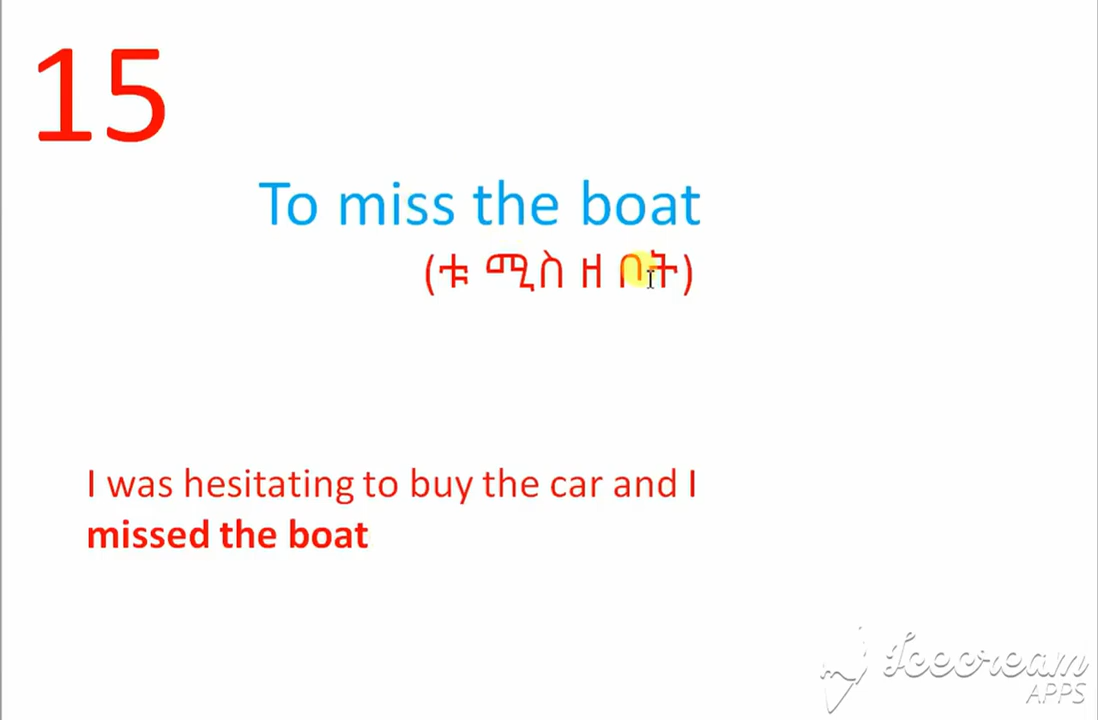 15
To miss the boat
(ቱ ሚስ ዘ ቦት)
I was hesitating to buy the car and I
missed the boat
Icecream
APPS